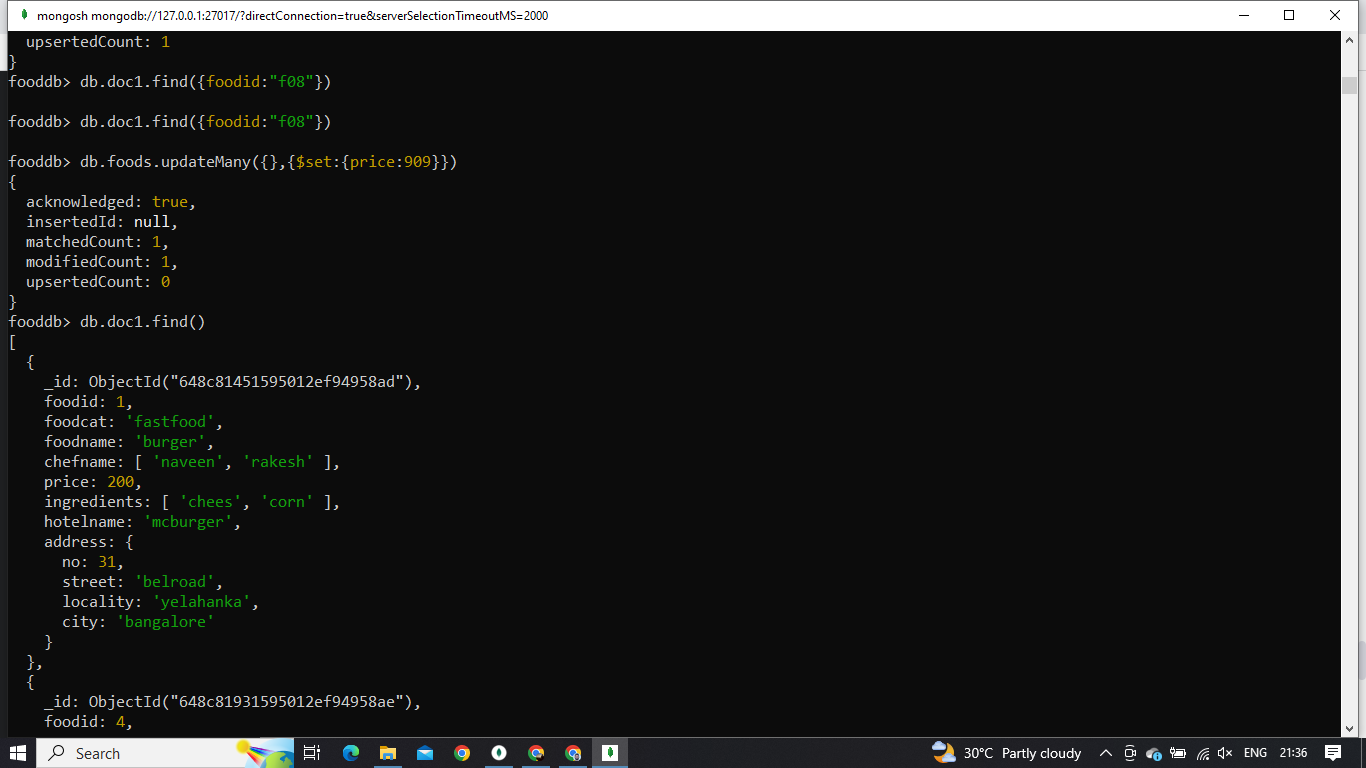 mongosh mongodb://127.0.0.1:27017/?directConnection=true&serverSelectionTimeoutMS=2000
  upsertedCount: 1
}
fooddb> db.doc1.find({foodid:"f08"})
fooddb> db.doc1.find({foodid:"f08"})
fooddb> db.foods.updateMany({},{$set:{price:909}})
{
  acknowledged: true,
  insertedId: null,
  matchedCount: 1,
  modifiedCount: 1,
  upsertedCount: 0
}
fooddb> db.doc1.find()
[
  {
    _id: ObjectId("648c81451595012ef94958ad"),
    foodid: 1,
    foodcat: 'fastfood',
    foodname: 'burger',
    chefname: [ 'naveen', 'rakesh' ],
    price: 200,
    ingredients: [ 'chees', 'corn' ],
    hotelname: 'mcburger',
    address: {
      no: 31,
      street: 'belroad',
      locality: 'yelahanka',
      city: 'bangalore'
    }
  },
  {
    _id: ObjectId("648c81931595012ef94958ae"),
    foodid: 4,
Search 30°C Partly cloudy ENG 21:36